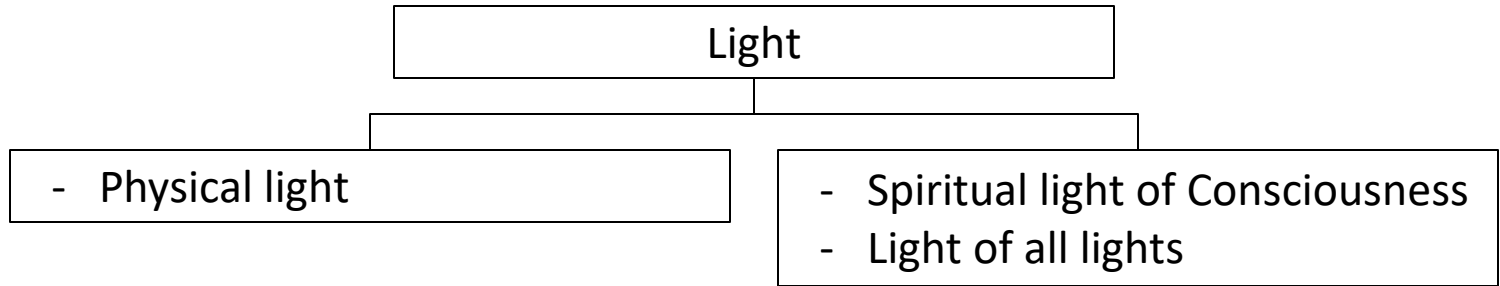 Light
- Physical light
- Spiritual light of Consciousness
- Light of all lights